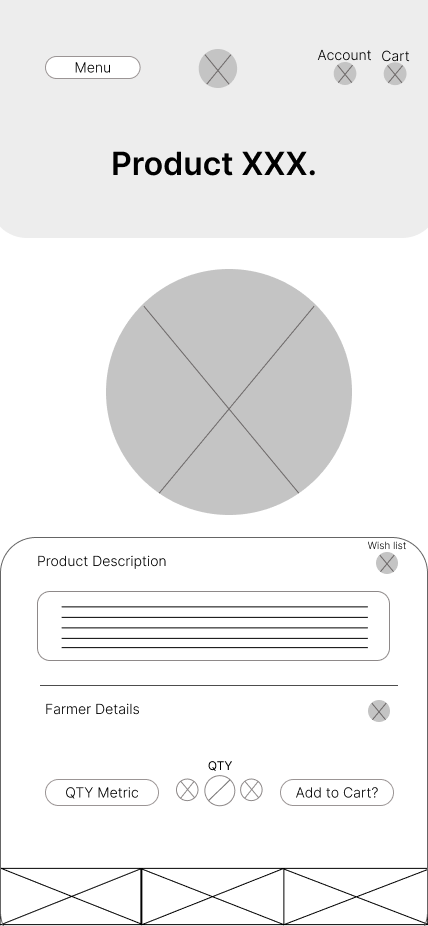 Account Cart
Menu
Product XXX.
Wish list
Product Description
Farmer Details
QTY
QTY Metric
Add to Cart?